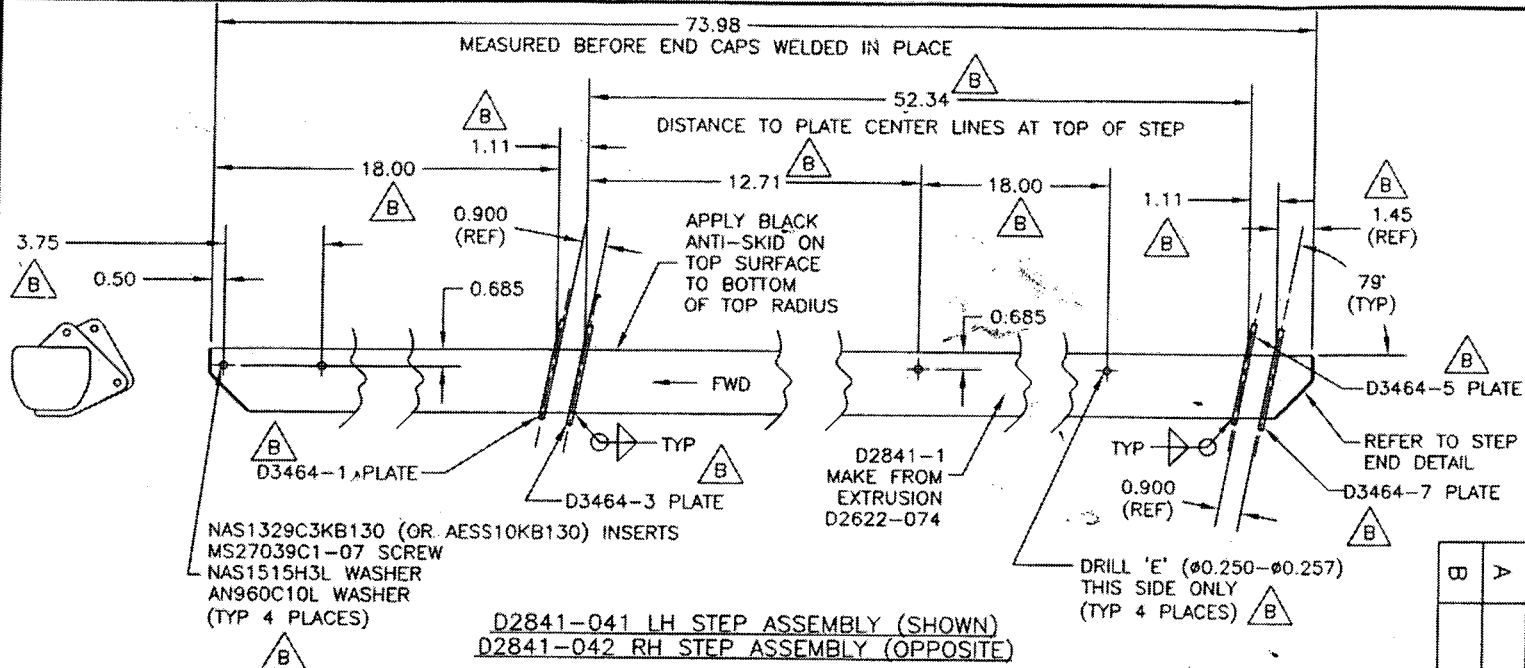 73.98
MEASURED BEFORE END CAPS WELDED IN PLACE
B
52.34
DISTANCE TO PLATE CENTER LINES AT TOP OF STEP
B
1.11
18.00
B
B
12.71
18.00
B
1.11
B
B
1.45
(REF)
3.75
B
0.50
0.900
(REF)
0.685
APPLY BLACK
ANTI-SKID ON
TOP SURFACE
TO BOTTOM
OF TOP RADIUS
0.685
79°
(TYP)
FWD
B
D3464-5 PLATE
B
D3464-1 PLATE
TYP
B
D3464-3 PLATE
D2841-1
MAKE FROM
EXTRUSION
D2622-074
TYP
0.900
(REF)
REFER TO STEP
END DETAIL
D3464-7 PLATE
B
NAS1329C3KB130 (OR AESS10KB130) INSERTS
MS27039C1-07 SCREW
NAS1515H3L WASHER
AN960C10L WASHER
(TYP 4 PLACES)
B
DRILL 'E' (ø0.250-ø0.257)
THIS SIDE ONLY
(TYP 4 PLACES)
B
D2841-041 LH STEP ASSEMBLY (SHOWN)
D2841-042 RH STEP ASSEMBLY (OPPOSITE)
A
B